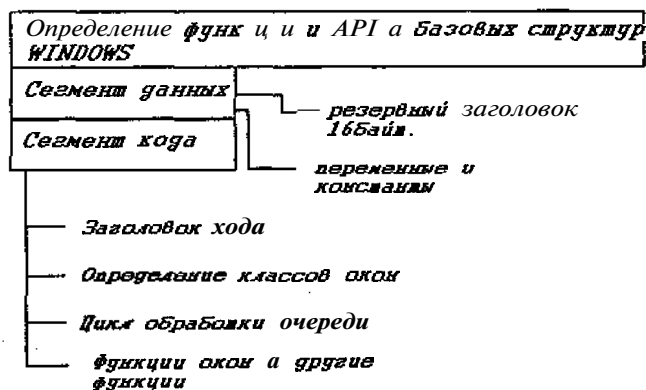 Определение функ ц и и и API а базовых структур
WINDOWS
Сегмент данных
резервный заголовок
16байт.
Сегмент кода
переменные и
константы
Заголовок хода
Определение классов окон
Цикл обработки очереди
Функции окон а другие
функции